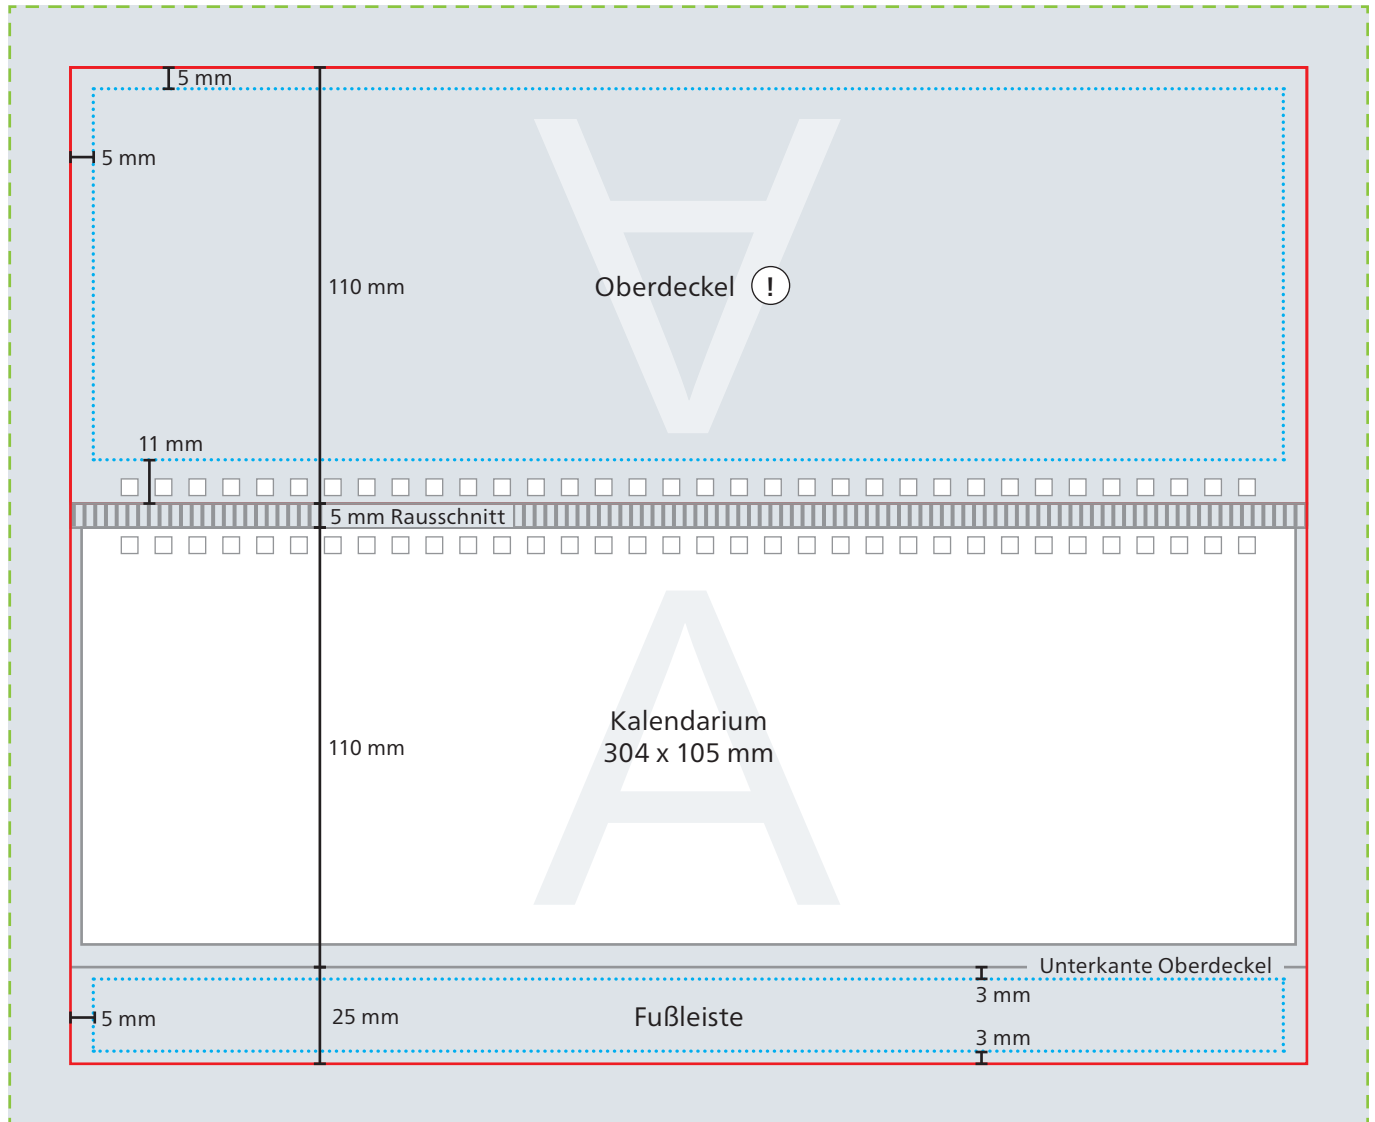 5 mm
5 mm
A
110 mm
Oberdeckel !
11 mm
5 mm Rausschnitt
A
Kalendarium
110 mm
304 x 105 mm
Unterkante Oberdeckel
3 mm
5 mm
25 mm
Fußleiste
3 mm